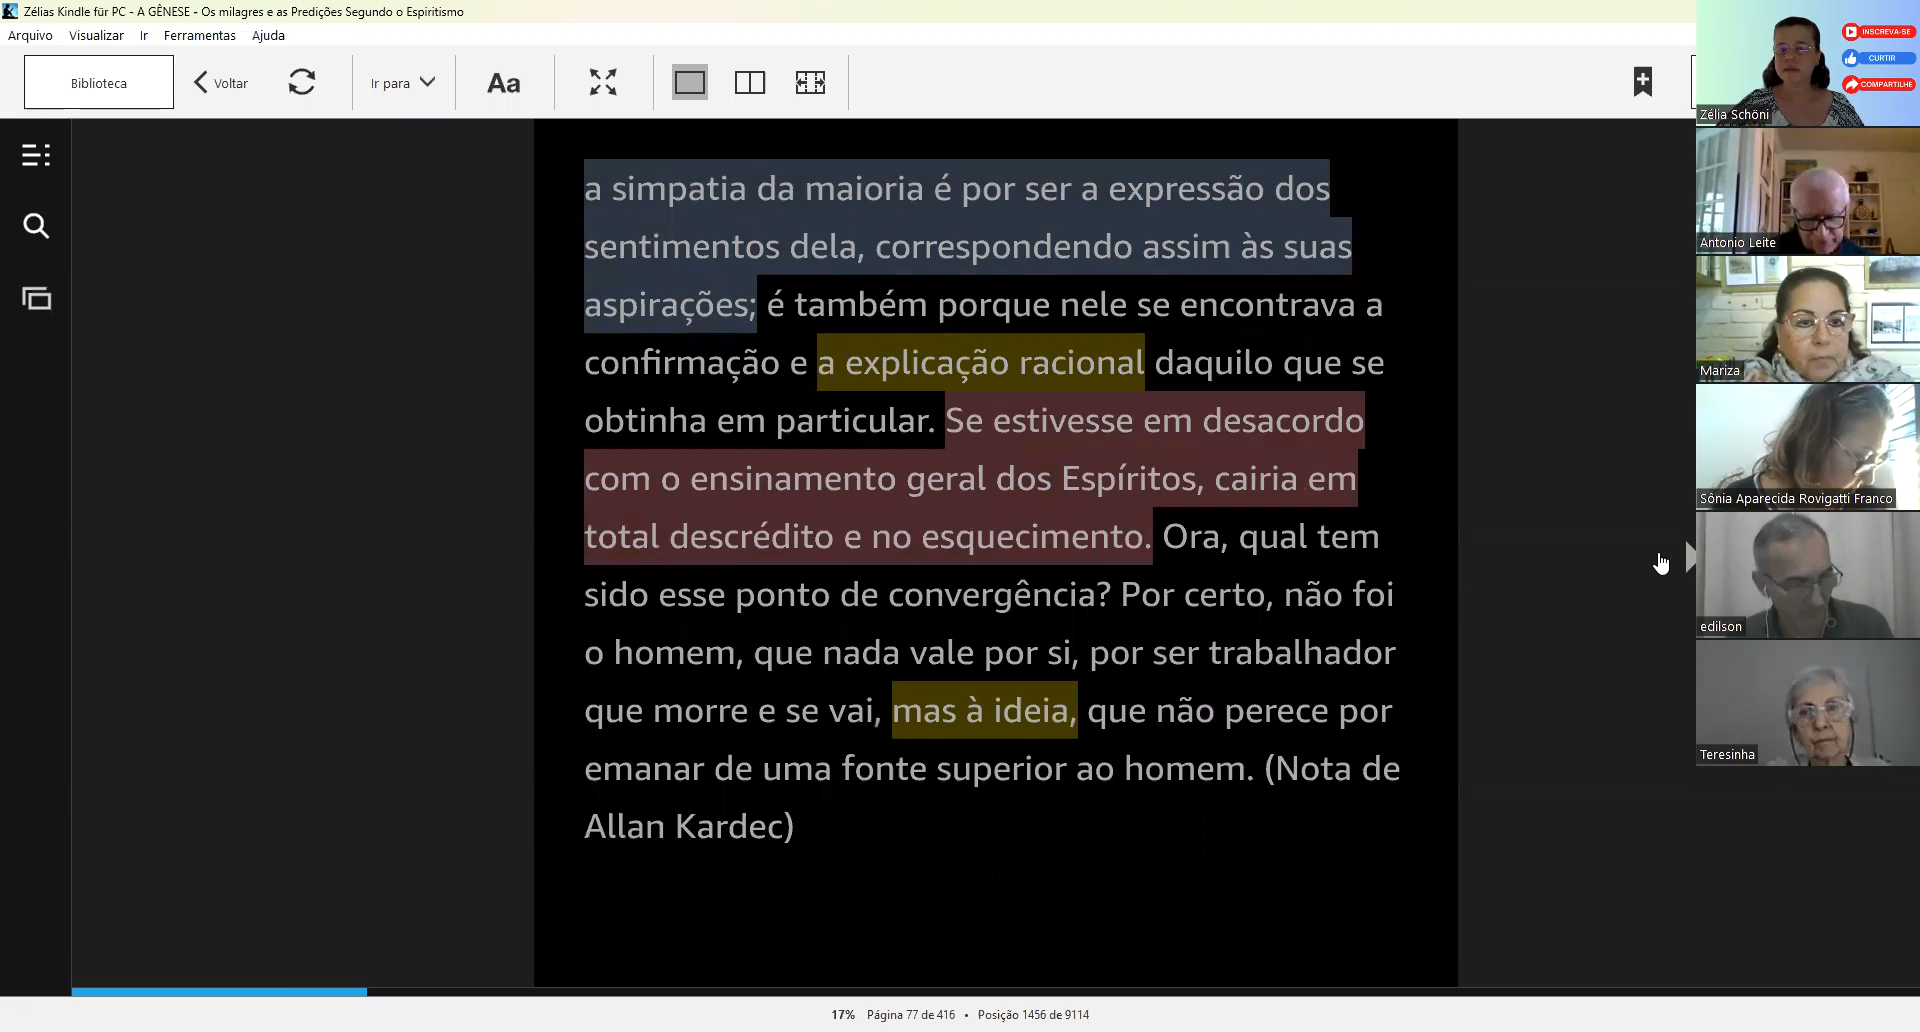 Zélias Kindle für PC - A GÊNESE - Os milagres e as Predições Segundo o Espiritismo
Arquivo Visualizar Ir Ferramentas Ajuda
Biblioteca Voltar Ir para Aa
a simpatia da maioria é por ser a expressão dos
sentimentos dela, correspondendo assim às suas
aspirações; é também porque nele se encontrava a
confirmação e a explicação racional daquilo que se
obtinha em particular. Se estivesse em desacordo
com o ensinamento geral dos Espíritos, cairia em
total descrédito e no esquecimento. Ora, qual tem
sido esse ponto de convergência? Por certo, não foi
o homem, que nada vale por si, por ser trabalhador
que morre e se vai, mas à ideia, que não perece por
emanar de uma fonte superior ao homem. (Nota de
Allan Kardec)
17% Página 77 de 416 • Posição 1456 de 9114
INSCREVA-SE
CURTIR
COMPARTILHE
Zélia Schöni
Antonio Leite
Mariza
Sônia Aparecida Rovigatti Franco
edilson
Teresinha